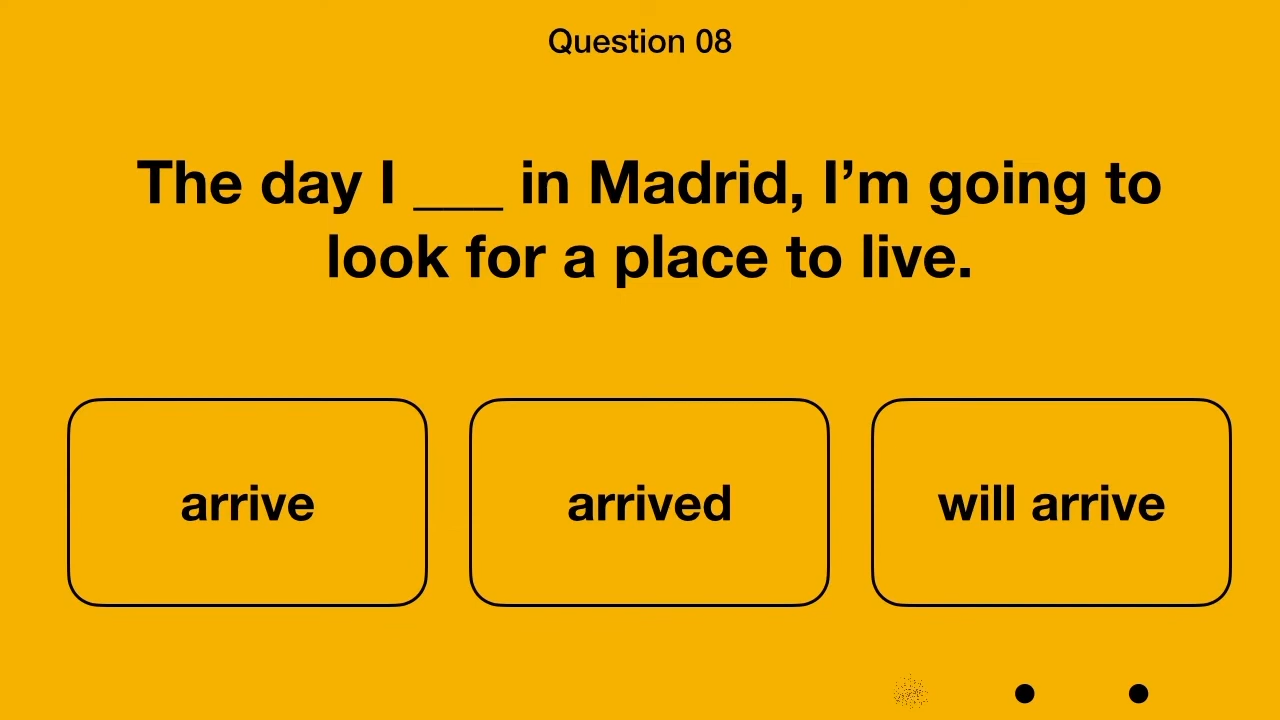 Question 08
The day I ___ in Madrid, I’m going to
look for a place to live.
arrive
arrived
will arrive